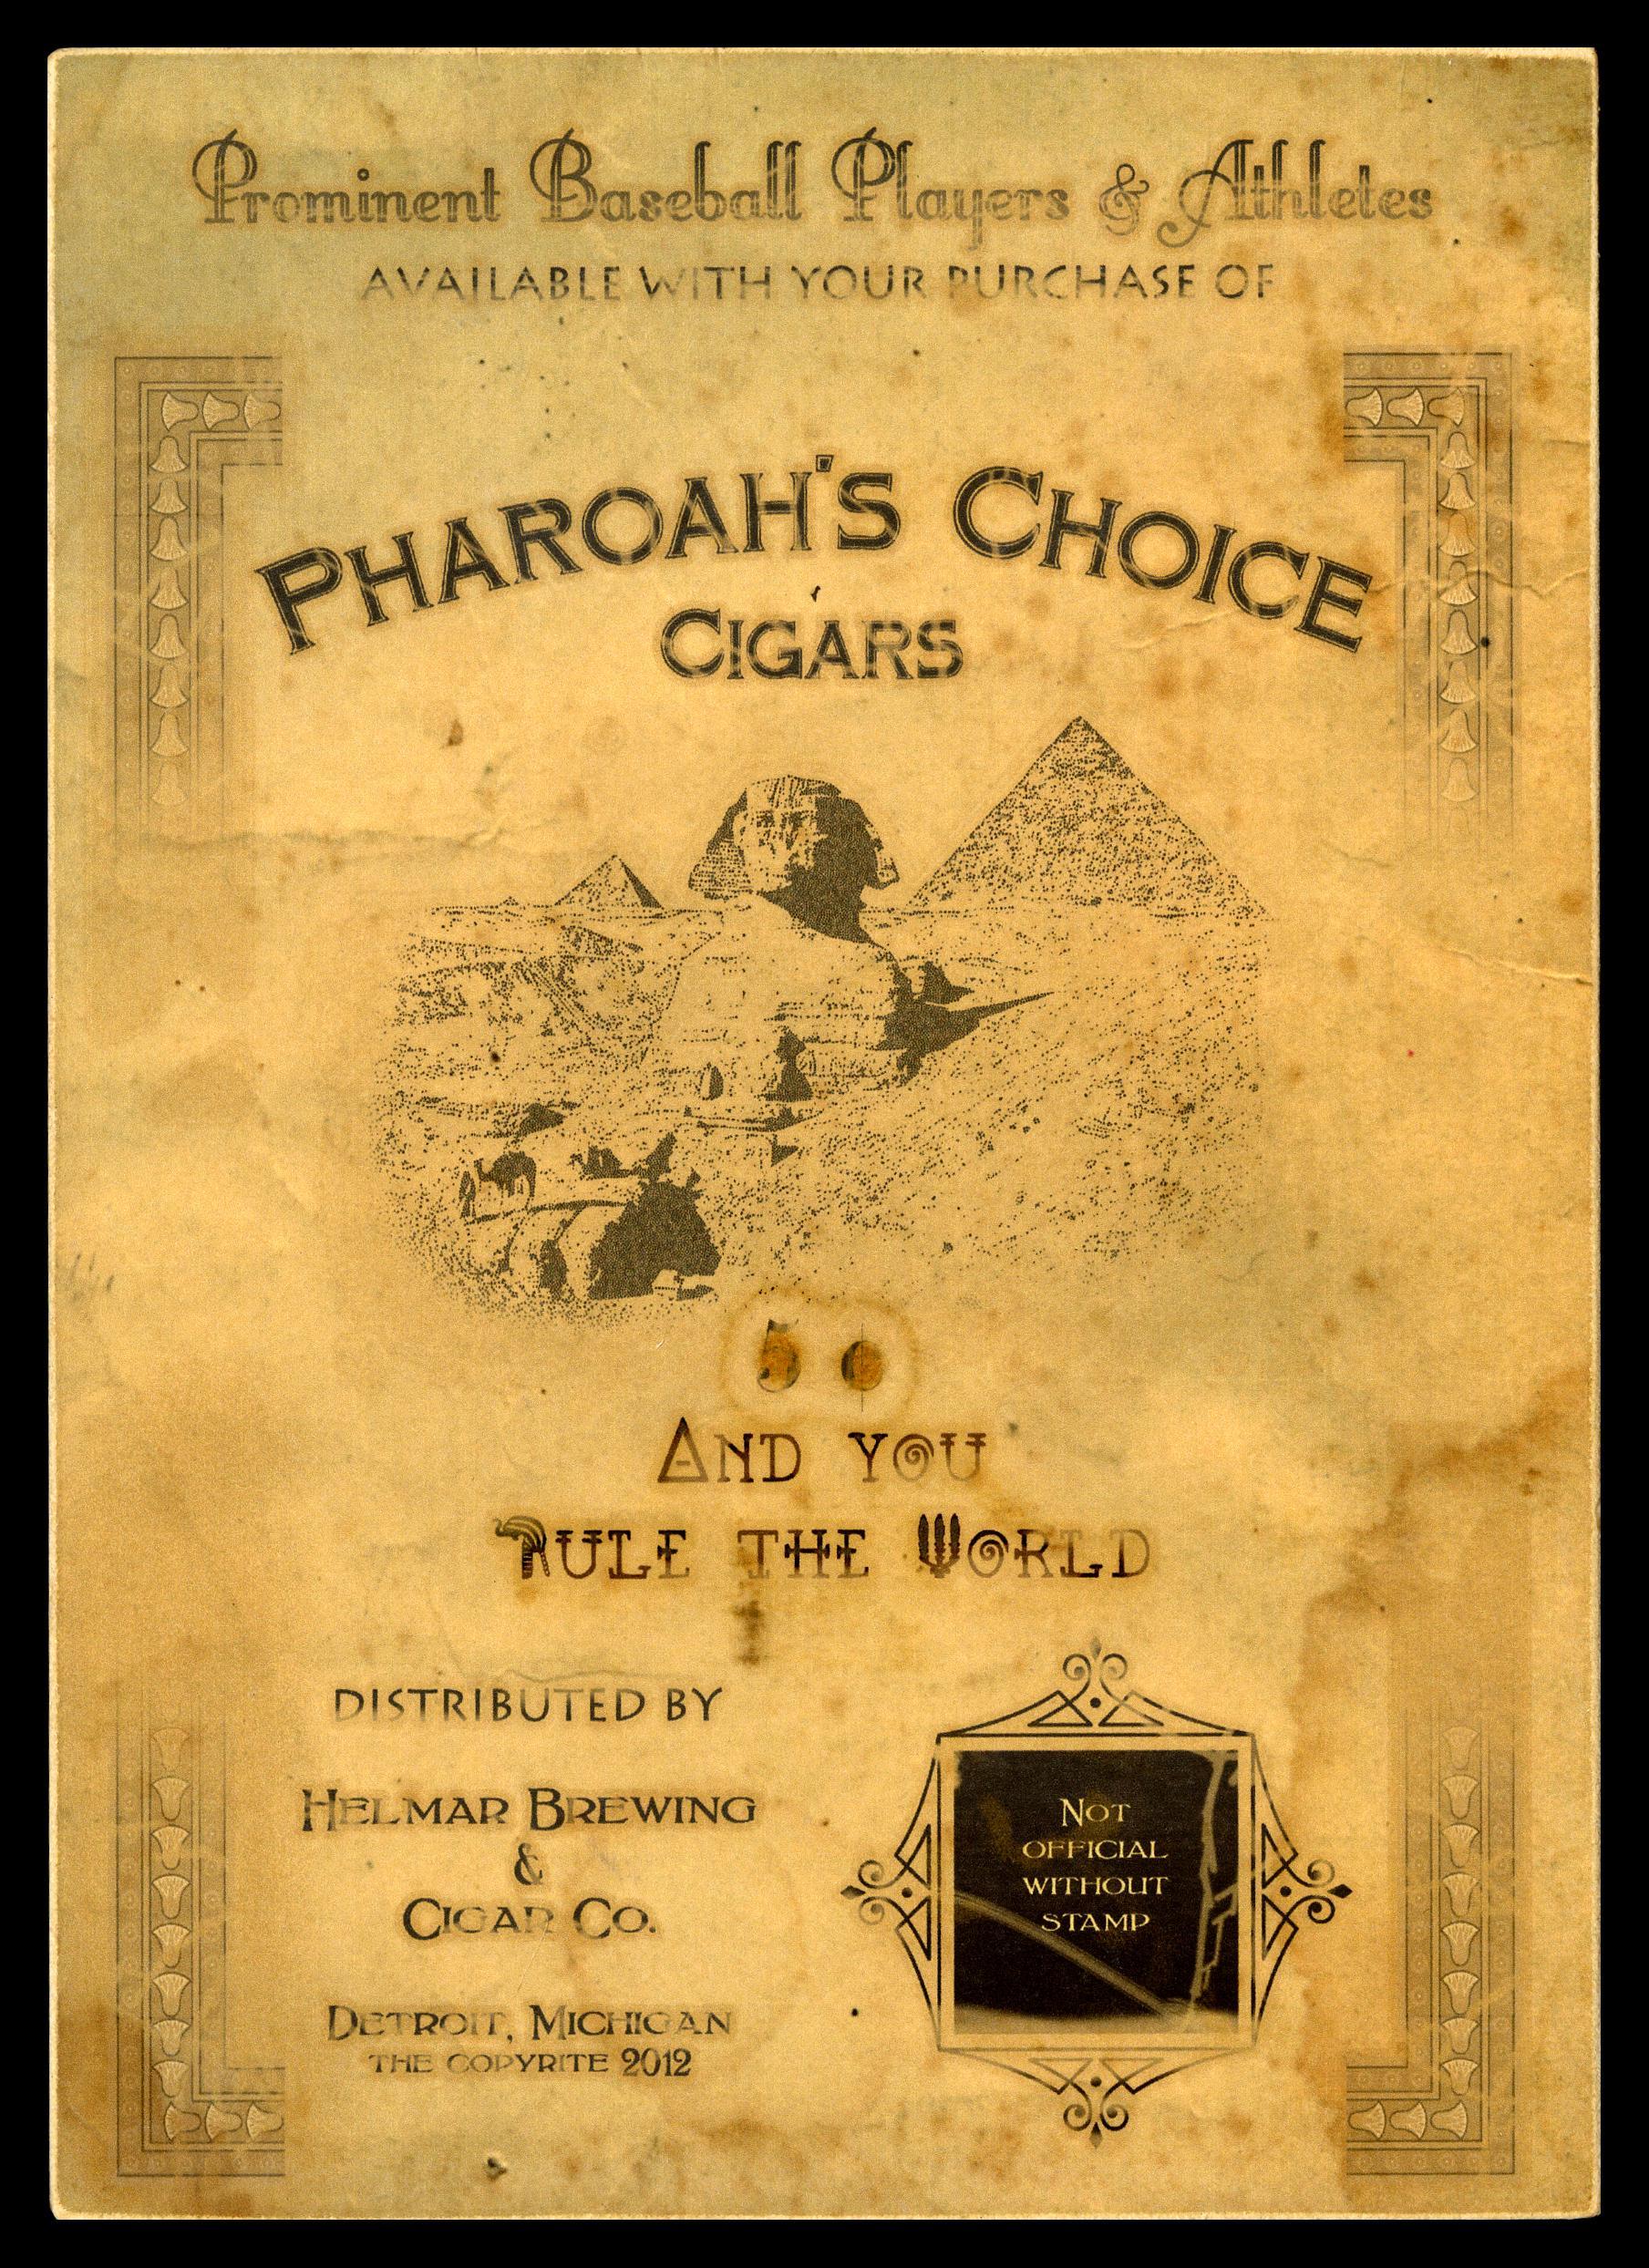 Prominent Baseball Players & Athletes
AVAILABLE WITH YOUR PURCHASE OF
PHAROAH'S CHOICE
CIGARS
5 ¢
AND YOU
RULE THE WORLD
DISTRIBUTED BY
HELMAR BREWING
&
CIGAR CO.
DETROIT, MICHIGAN
THE COPYRITE 2012
NOT
OFFICIAL
WITHOUT
STAMP